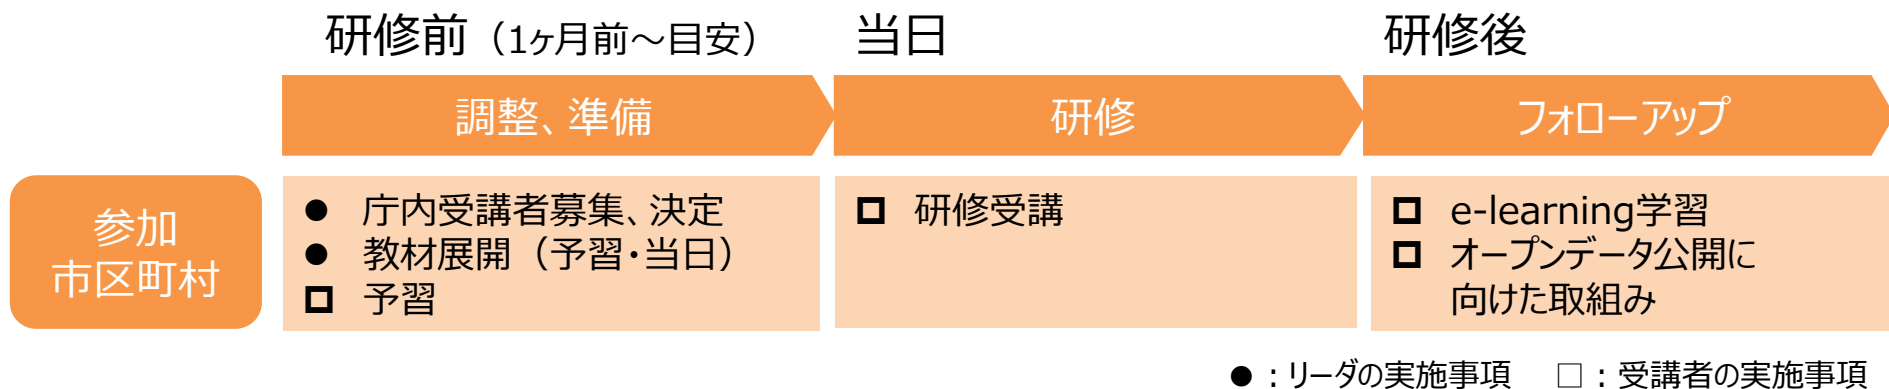 研修前（1ヶ月前～目安）
当日
研修後
調整、準備
研修
フォローアップ
参加
市区町村
● 庁内受講者募集、決定
● 教材展開（予習・当日）
□ 予習
□ 研修受講
□ e-learning学習
□ オープンデータ公開に
向けた取組み
●：リーダの実施事項 □：受講者の実施事項